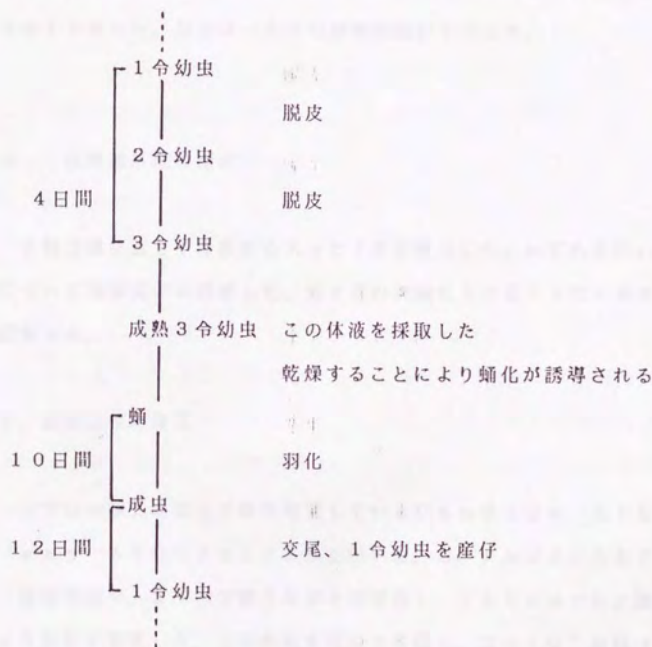 1令幼虫
脱皮
2令幼虫
4日間 脱皮
3令幼虫
成熟3令幼虫 この体液を採取した
乾燥することにより蛹化が誘導される
蛹
10日間 羽化
成虫
12日間 交尾、1令幼虫を産仔
1令幼虫